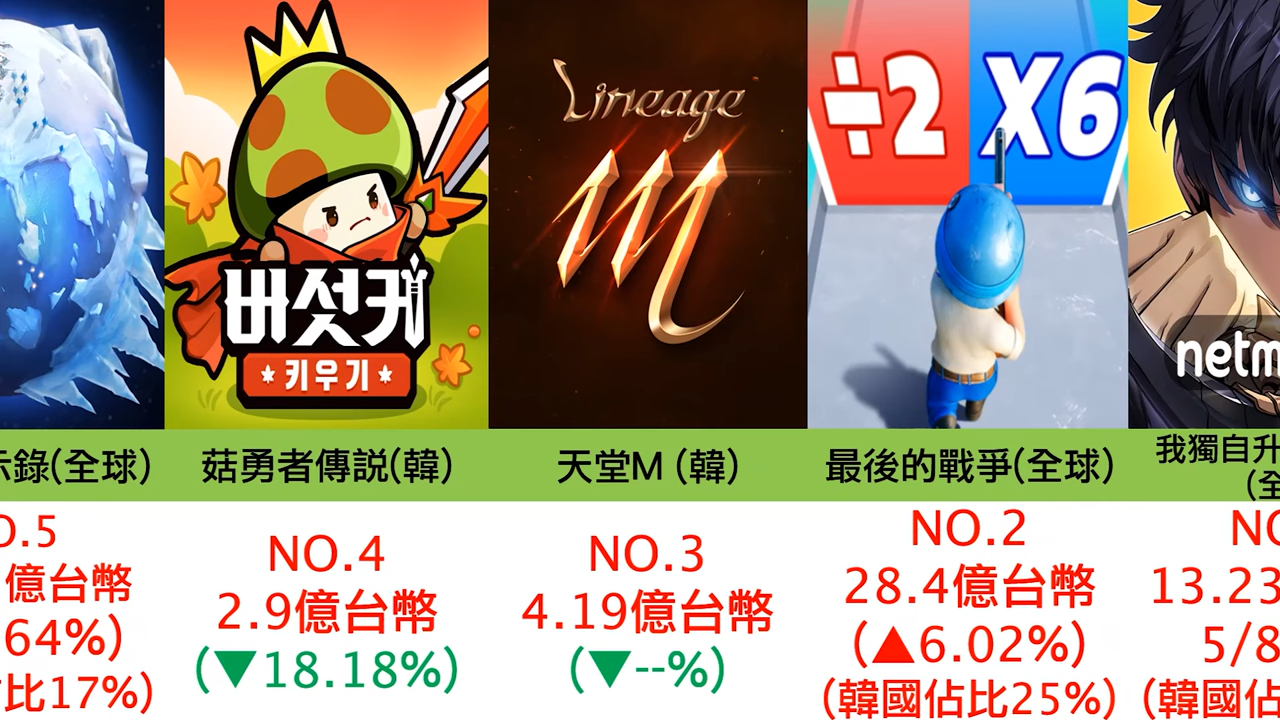 버섯커
키우기
Lineage
M
÷2
X6
netm
示錄(全球)
菇勇者傳説(韓)
天堂M (韓)
最後的戰爭(全球)
我獨自升
(全
O.5
億台幣
64%)
比17%)
NO.4
2.9億台幣
(▼18.18%)
NO.3
4.19億台幣
(▼--%)
NO.2
28.4億台幣
(▲6.02%)
(韓國佔比25%)
NO
13.23
5/8
(韓國佔